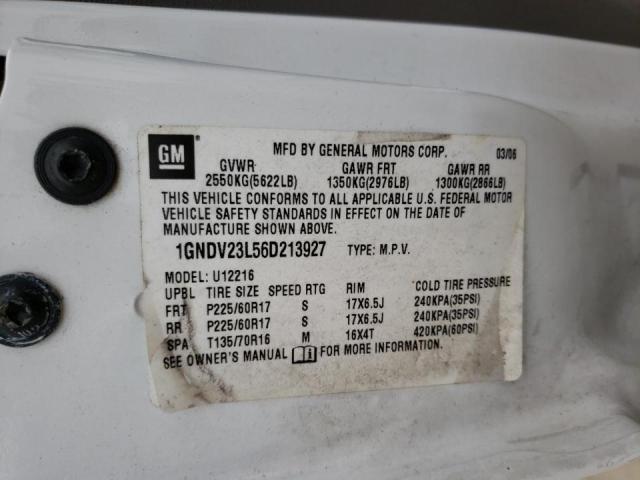 GM
MFD BY GENERAL MOTORS CORP. 03/06
GVWR GAWR FRT GAWR RR
2550KG(5622LB) 1350KG(2976LB) 1300KG(2866LB)
THIS VEHICLE CONFORMS TO ALL APPLICABLE U.S. FEDERAL MOTOR
VEHICLE SAFETY STANDARDS IN EFFECT ON THE DATE OF
MANUFACTURE SHOWN ABOVE.
1GNDV23L56D213927 TYPE: M.P.V.
MODEL: U12216
UPBL TIRE SIZE SPEED RTG RIM COLD TIRE PRESSURE
FRT P225/60R17 S 17X6.5J 240KPA(35PSI)
RR P225/60R17 S 17X6.5J 240KPA(35PSI)
SPA T135/70R16 M 16X4T 420KPA(60PSI)
SEE OWNER'S MANUAL FOR MORE INFORMATION.